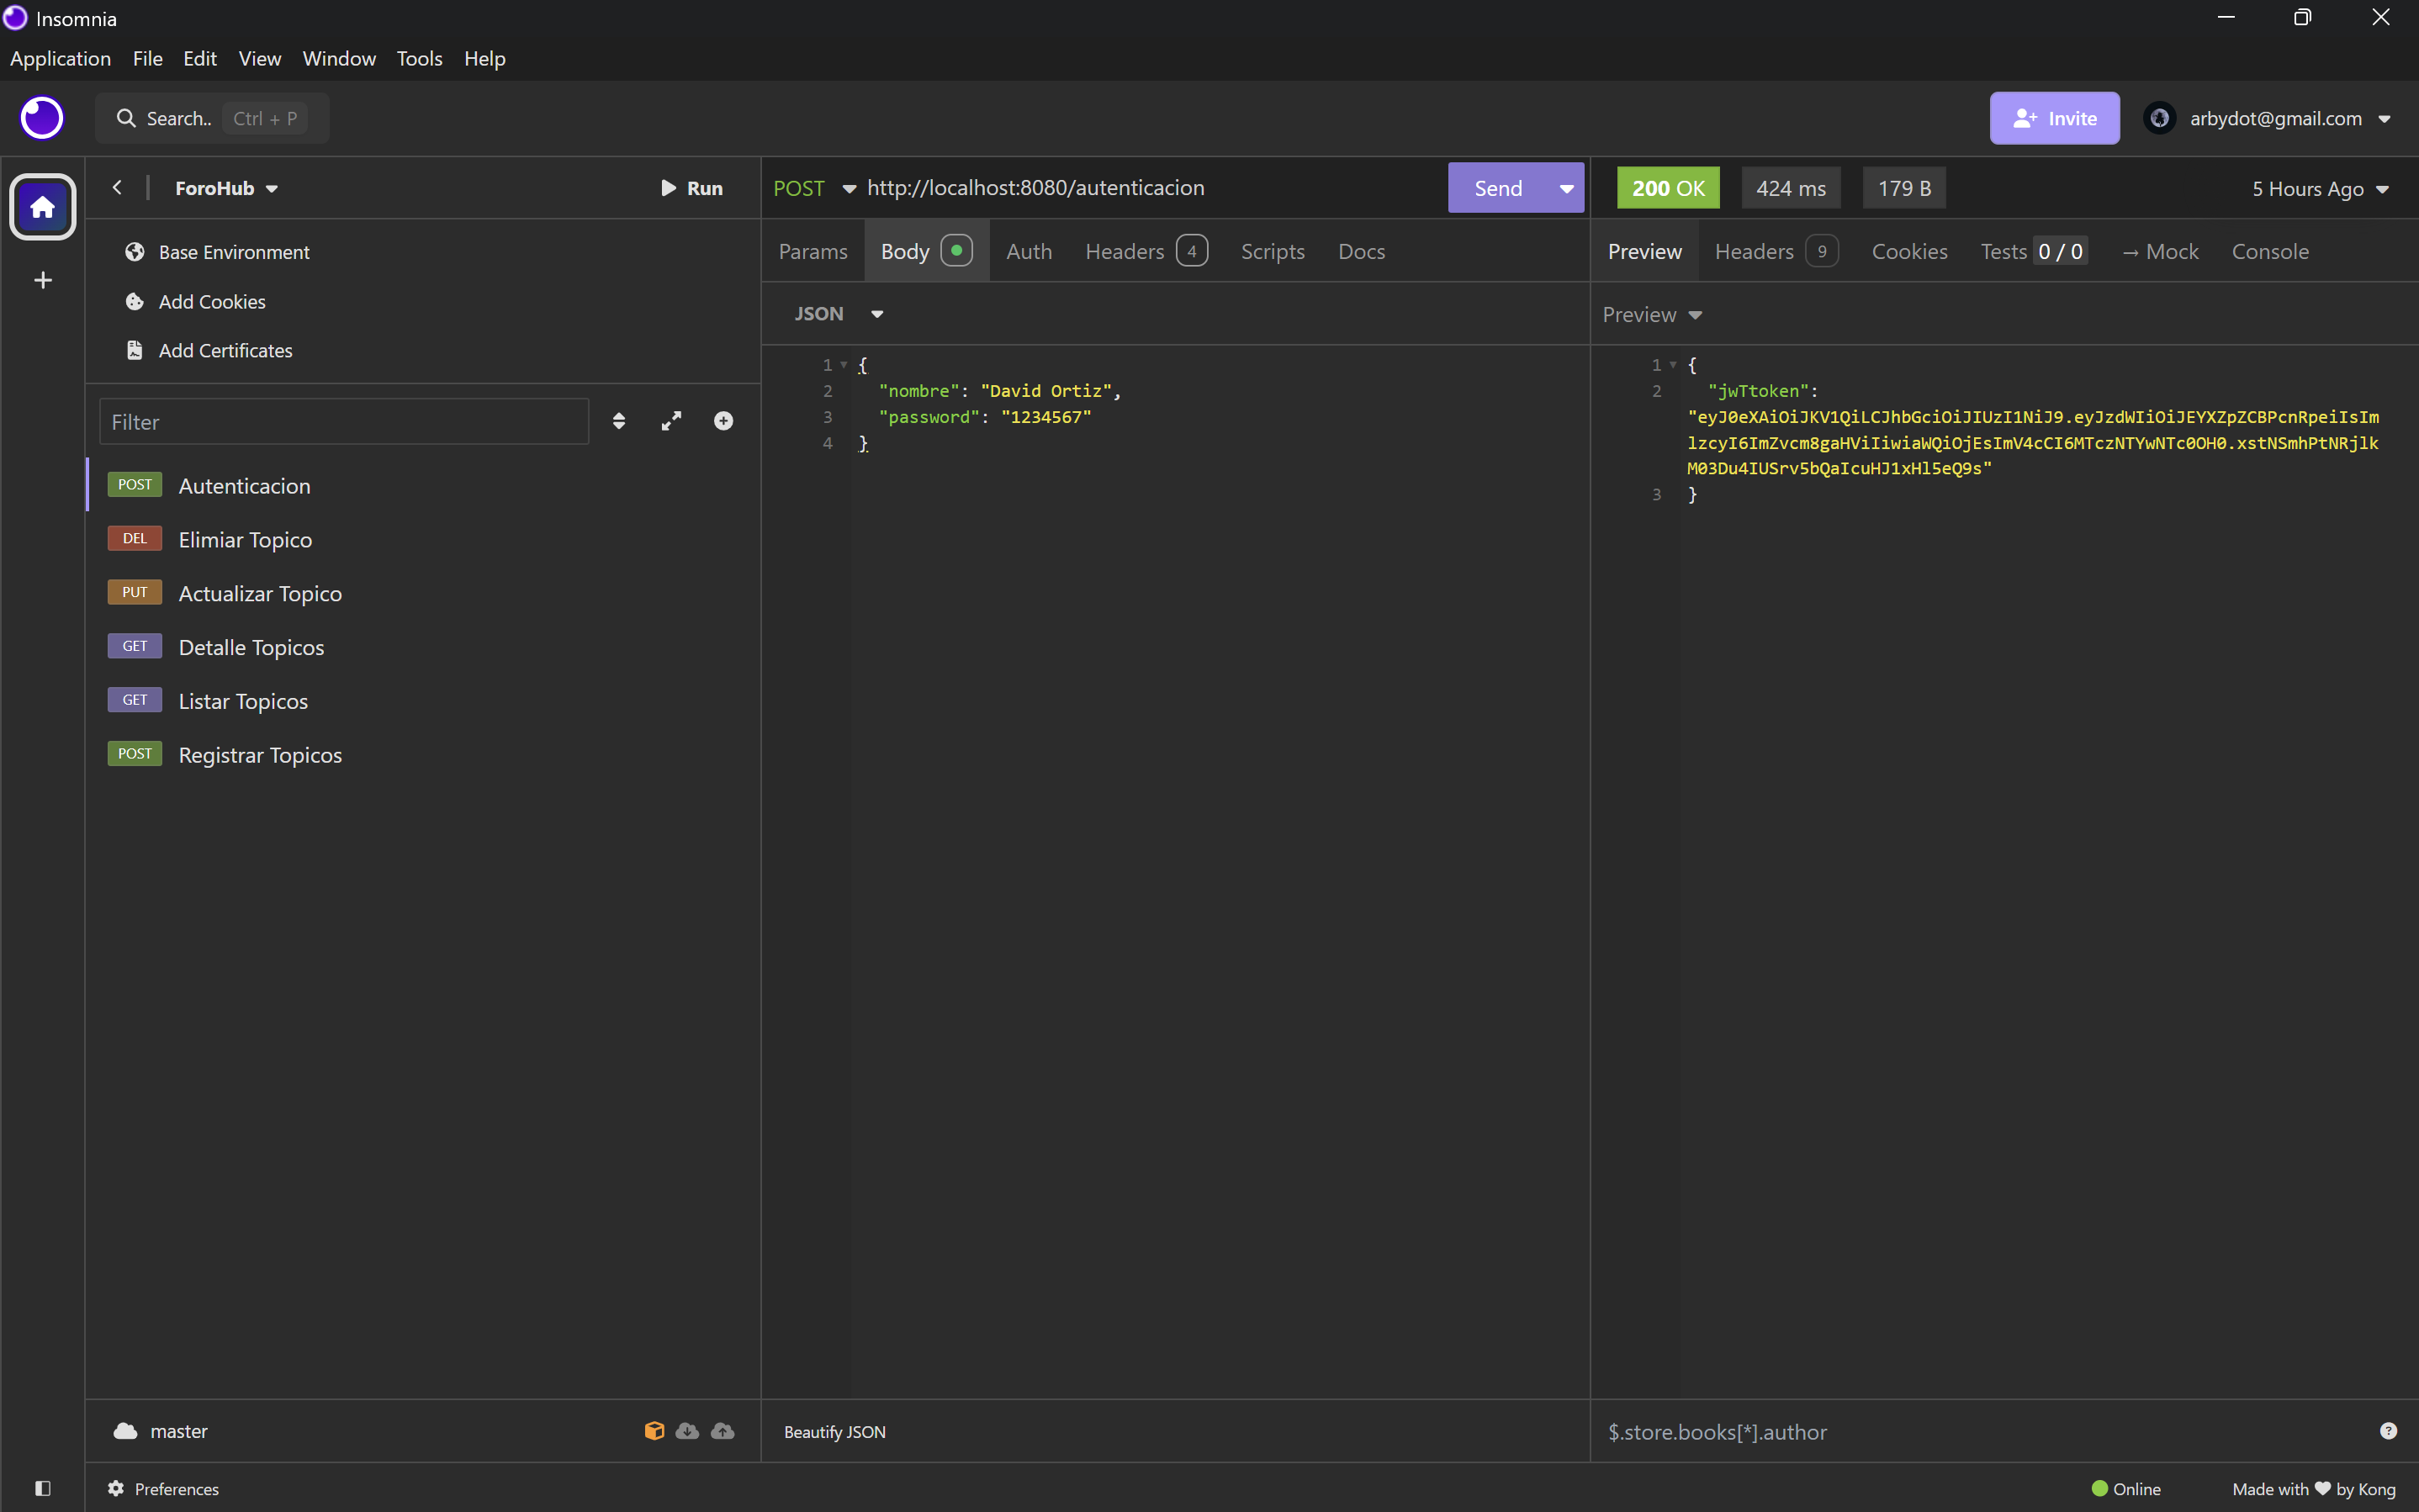 Insomnia
Application File Edit View Window Tools Help
Search.. Ctrl + P
Invite
arbydot@gmail.com
ForoHub
Run
POST http://localhost:8080/autenticacion
Send
200 OK 424 ms 179 B
5 Hours Ago
Base Environment
Add Cookies
Add Certificates
Filter
POST Autenticacion
DEL Elimiar Topico
PUT Actualizar Topico
GET Detalle Topicos
GET Listar Topicos
POST Registrar Topicos
Params Body Auth Headers 4 Scripts Docs
JSON
1 {
2 "nombre": "David Ortiz",
3 "password": "1234567"
4 }
Preview Headers 9 Cookies Tests 0 / 0 → Mock Console
Preview
1 {
2 "jwTtoken":
"eyJ0eXAiOiJKV1QiLCJhbGciOiJIUzI1NiJ9.eyJzdWIiOiJEYXZpZCBPcnRpeiIsIm
lzcyI6ImZvcm8gaHViIiwiaWQiOjEsImV4cCI6MTczNTYwNTc0OH0.xstNSmhPtNRjlk
M03Du4IUSrv5bQaIcuHJ1xHl5eQ9s"
3 }
master
Beautify JSON
$.store.books[*].author
Preferences
Online
Made with ❤ by Kong